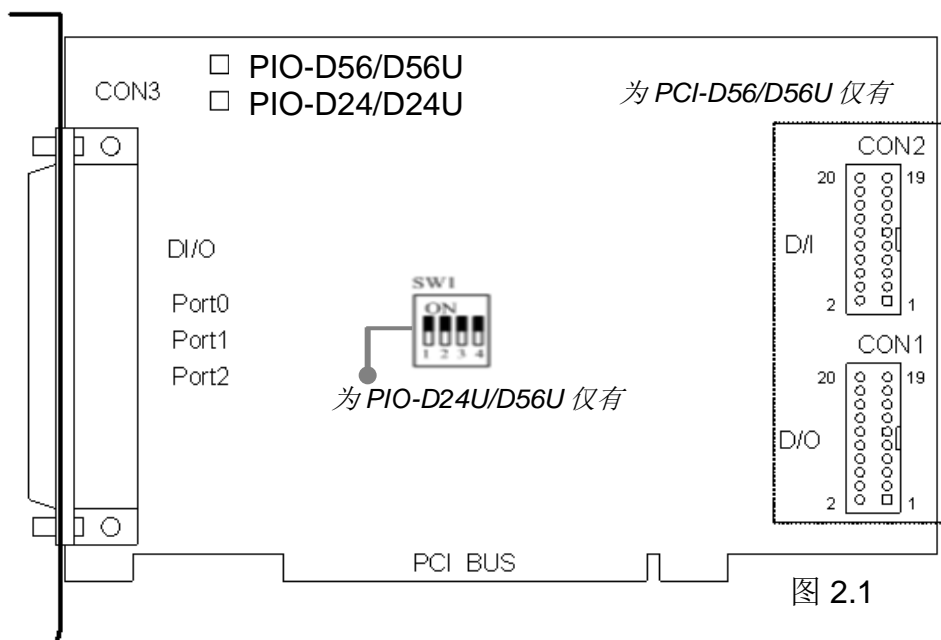 □ PIO-D56/D56U
CON3
□ PIO-D24/D24U
为 PCI-D56/D56U 仅有
CON2
20 19
D/I
2 1
DI/O
Port0
Port1
Port2
SW1
ON
1 2 3 4
为 PIO-D24U/D56U 仅有
CON1
20 19
D/O
2 1
PCI BUS
图 2.1